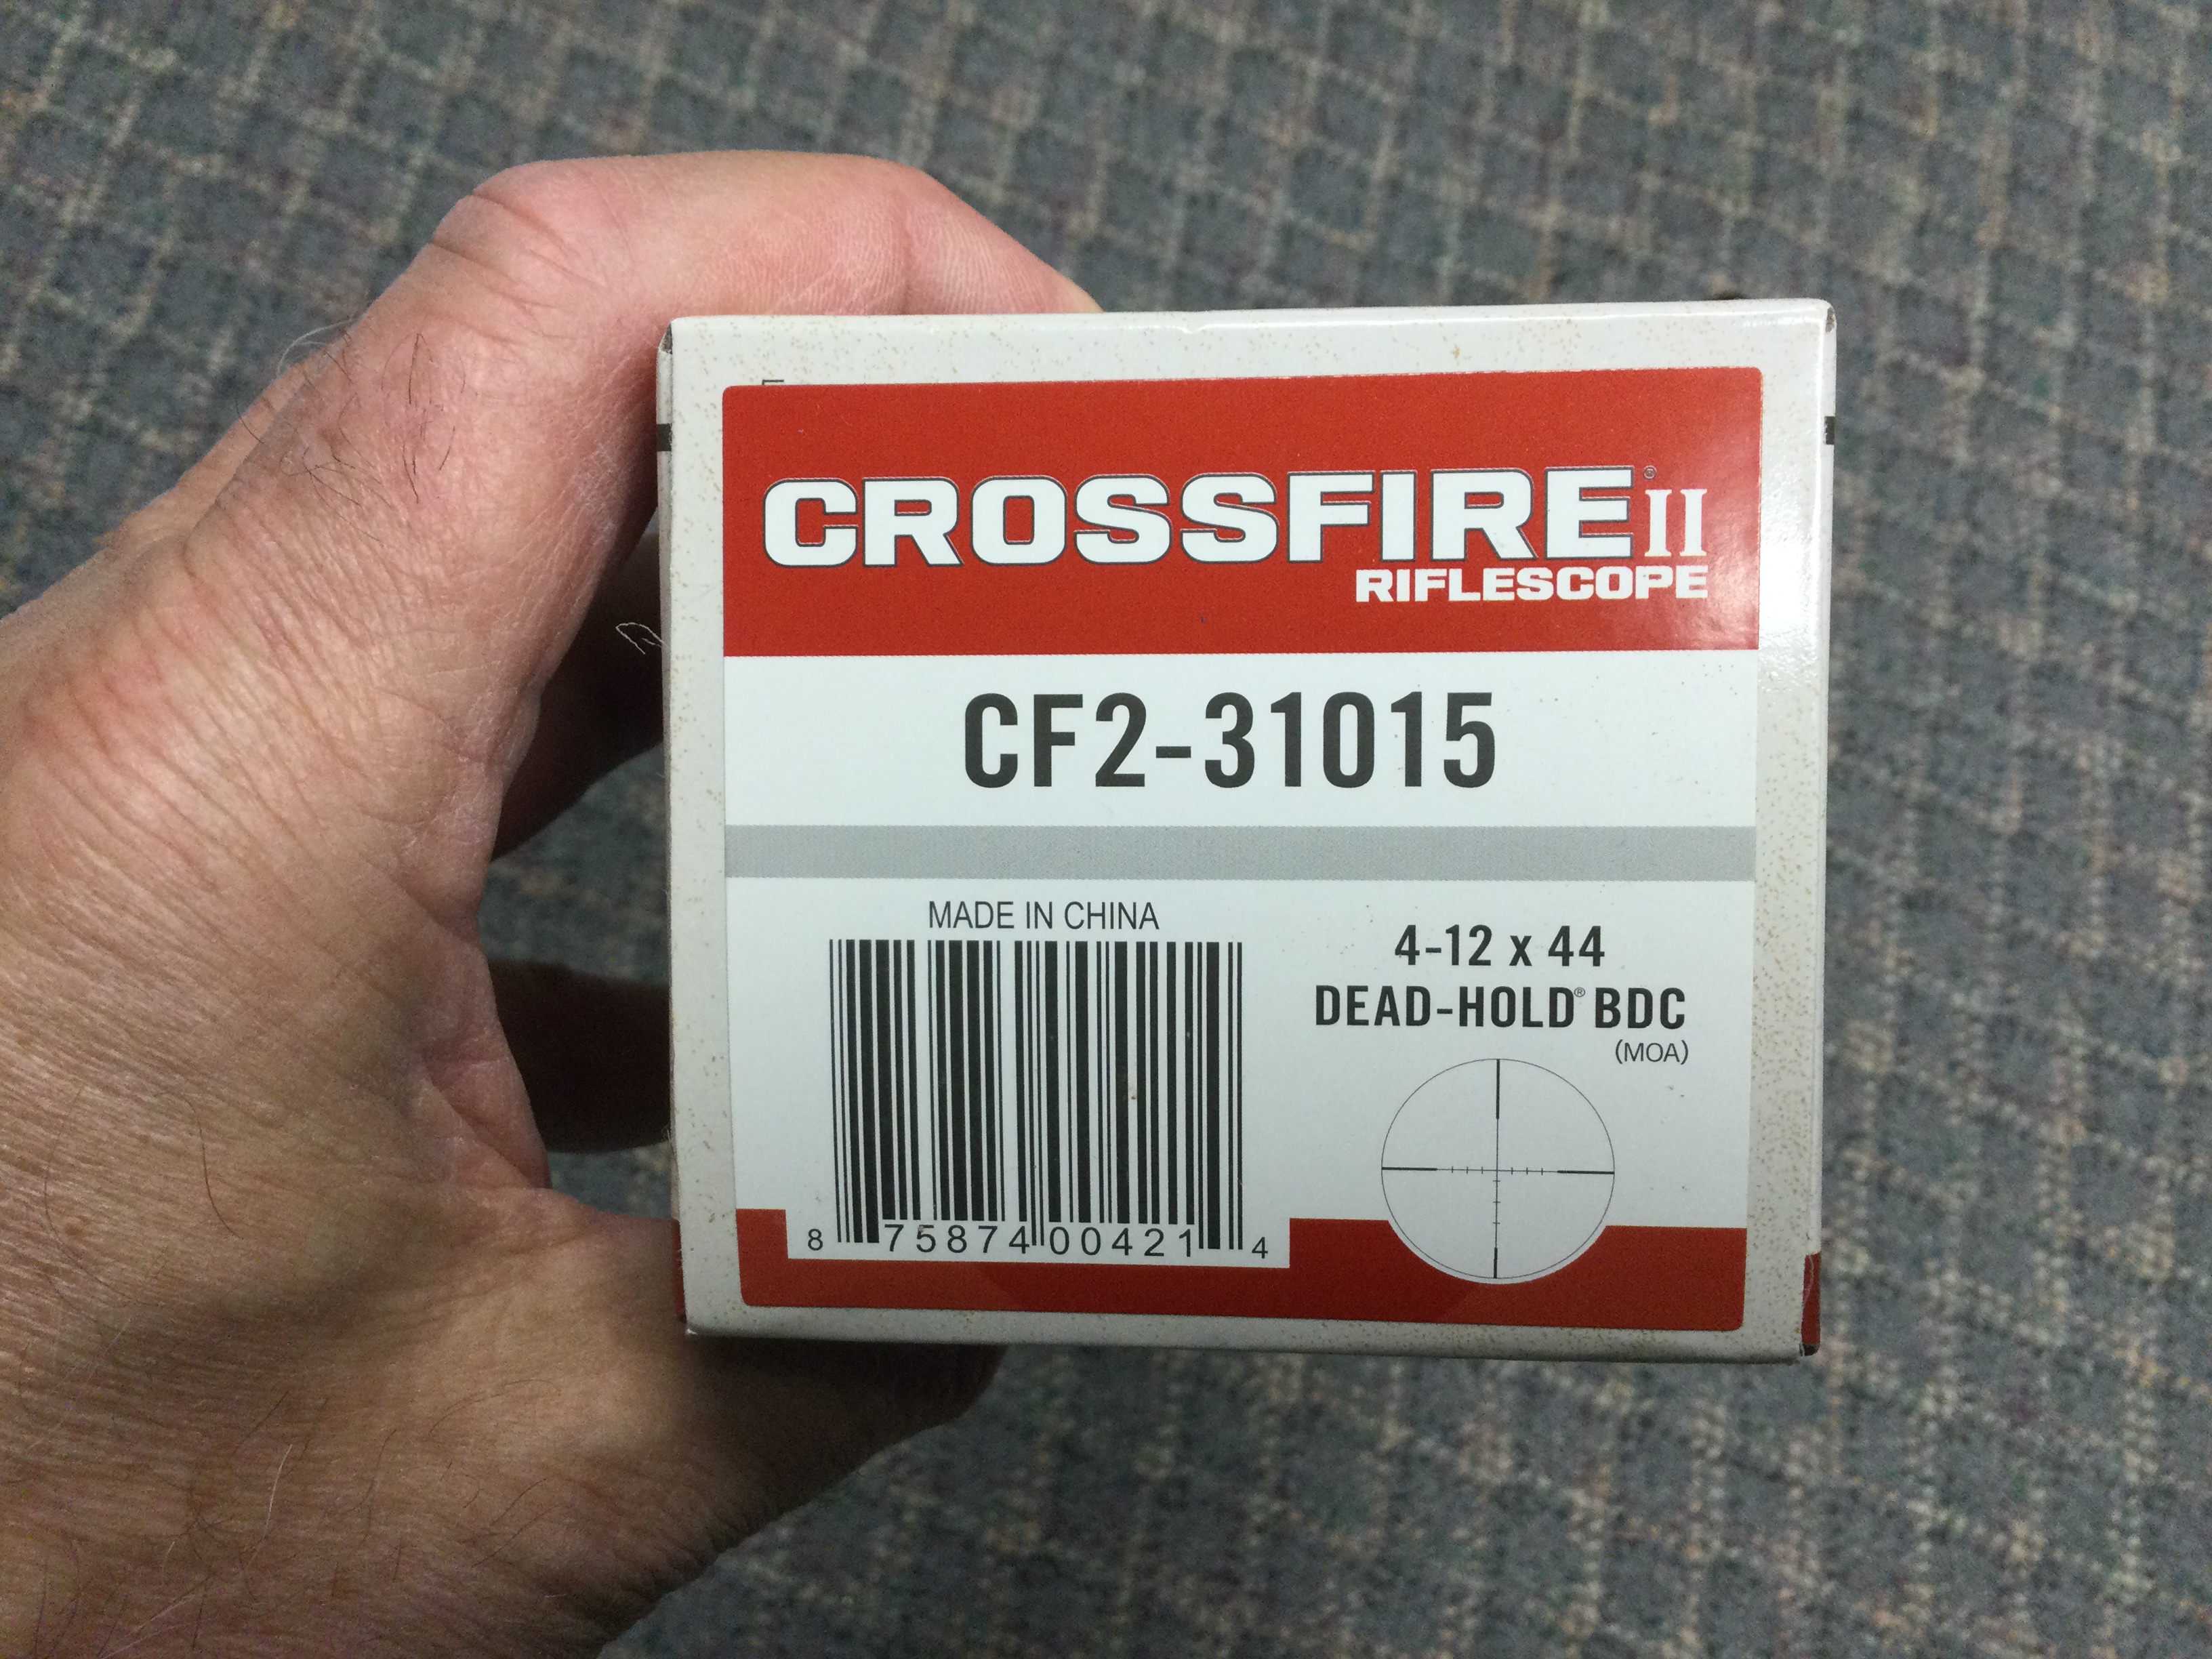 CROSSFIRE® II
RIFLESCOPE
CF2-31015
MADE IN CHINA
8 75874 00421 4
4-12 x 44
DEAD-HOLD® BDC
(MOA)